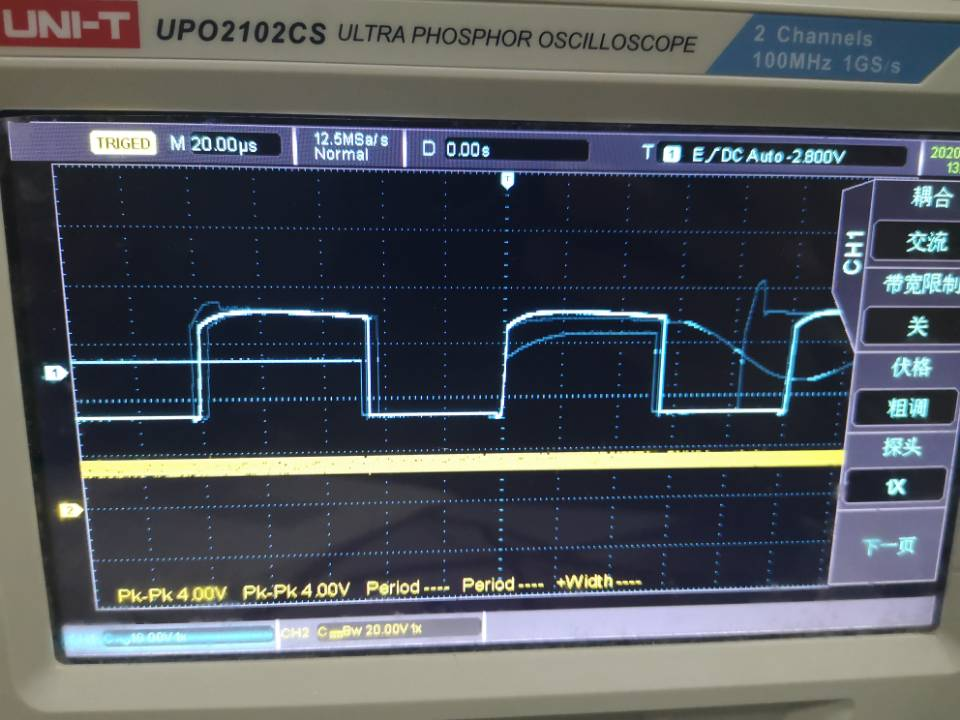 UNI-T UPO2102CS ULTRA PHOSPHOR OSCILLOSCOPE
2 Channels
100MHz 1GS/s
TRIGED M 20.00μs
12.5MSa/s
Normal
D 0.00s
T 1 E DC Auto -2.800V
2020
13
T
CH1
耦合
交流
带宽限制
关
伏格
粗调
探头
1X
下一页
1
2
Pk-Pk 4.00V Pk-Pk 4.00V Period ---- Period ---- +Width ----
CH1 10.00V 1x
CH2 Bw 20.00V 1x